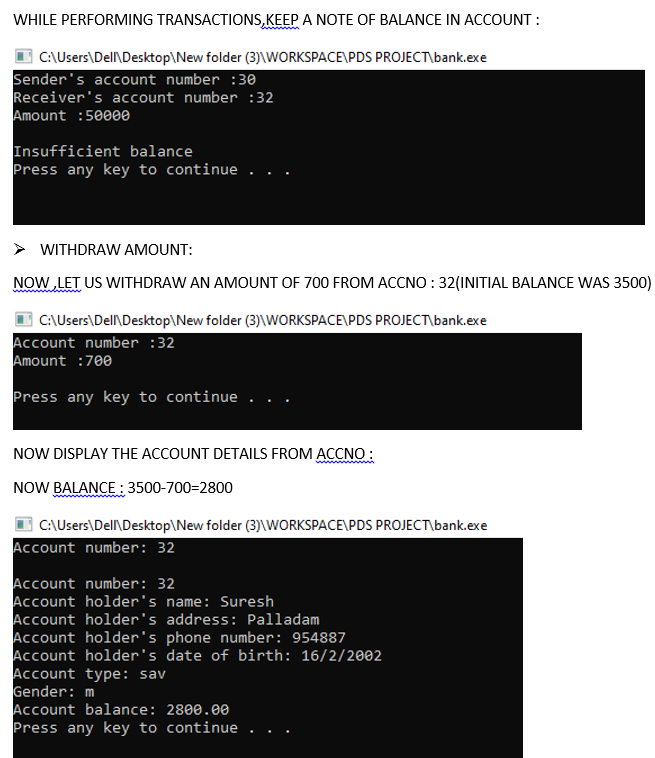 WHILE PERFORMING TRANSACTIONS,KEEP A NOTE OF BALANCE IN ACCOUNT :
C:\Users\Dell\Desktop\New folder (3)\WORKSPACE\PDS PROJECT\bank.exe
Sender's account number :30
Receiver's account number :32
Amount :50000
Insufficient balance
Press any key to continue . . .
➢ WITHDRAW AMOUNT:
NOW ,LET US WITHDRAW AN AMOUNT OF 700 FROM ACCNO : 32(INITIAL BALANCE WAS 3500)
C:\Users\Dell\Desktop\New folder (3)\WORKSPACE\PDS PROJECT\bank.exe
Account number :32
Amount :700
Press any key to continue . . .
NOW DISPLAY THE ACCOUNT DETAILS FROM ACCNO :
NOW BALANCE : 3500-700=2800
C:\Users\Dell\Desktop\New folder (3)\WORKSPACE\PDS PROJECT\bank.exe
Account number: 32
Account number: 32
Account holder's name: Suresh
Account holder's address: Palladam
Account holder's phone number: 954887
Account holder's date of birth: 16/2/2002
Account type: sav
Gender: m
Account balance: 2800.00
Press any key to continue . . .